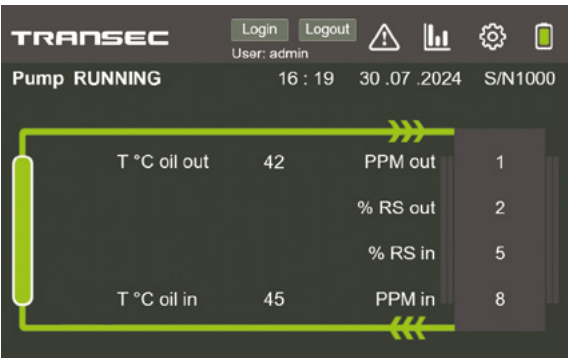 TRANSEC Login Logout
User: admin
Pump RUNNING 16 : 19 30 .07 .2024 S/N1000
T °C oil out 42 PPM out 1
% RS out 2
% RS in 5
T °C oil in 45 PPM in 8